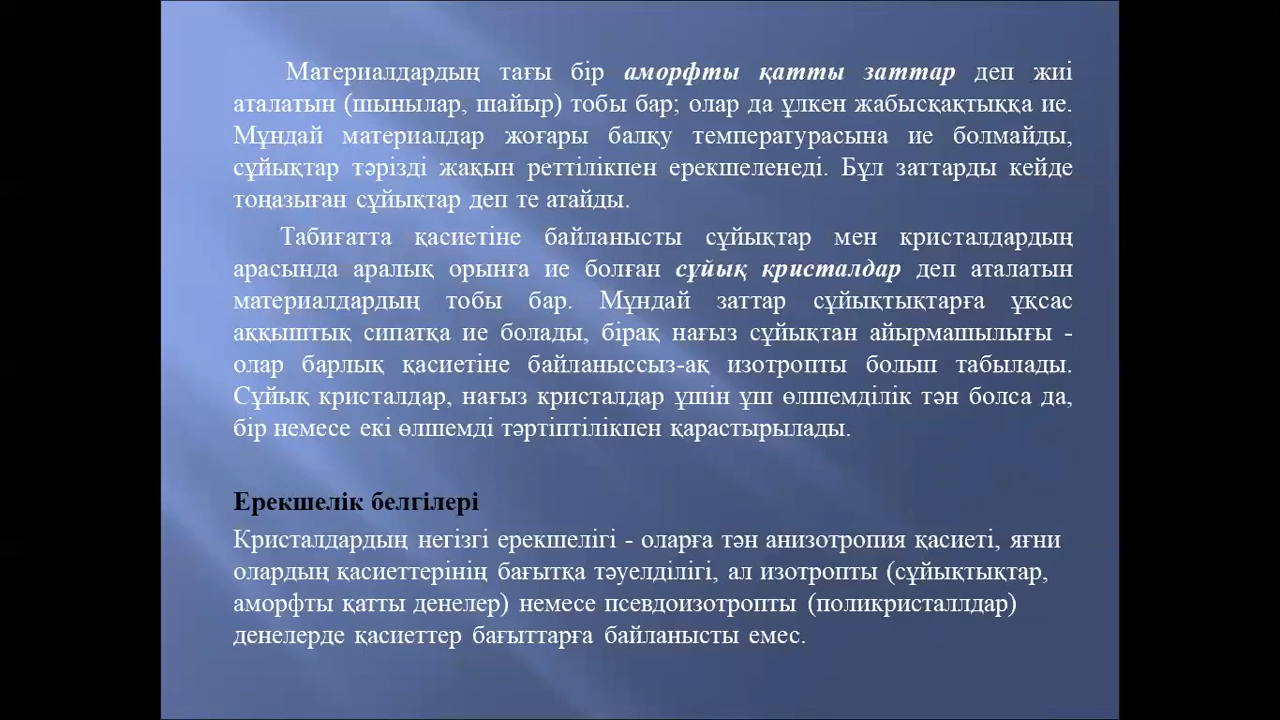 Материалдардың тағы бір аморфты қатты заттар деп жиі
аталатын (шынылар, шайыр) тобы бар; олар да ұлкен жабысқақтыққа ие.
Мұндай материалдар жоғары балқу температурасына ие болмайды,
сұйықтар тәрізді жақын реттілікпен ерекшеленеді. Бұл заттарды кейде
тоңазыған сұйықтар деп те атайды.
Табиғатта қасиетіне байланысты сұйықтар мен кристалдардың
арасында аралық орынға ие болған сұйық кристалдар деп аталатын
материалдардың тобы бар. Мұндай заттар сұйықтықтарға ұқсас
аққыштық сипатқа ие болады, бірақ нағыз сұйықтан айырмашылығы -
олар барлық қасиетіне байланыссыз-ақ изотропты болып табылады.
Сұйық кристалдар, нағыз кристалдар ұшін ұш өлшемділік тән болса да,
бір немесе екі өлшемді тәртіптілікпен қарастырылады.
Ерекшелік белгілері
Кристалдардың негізгі ерекшелігі - оларға тән анизотропия қасиеті, яғни
олардың қасиеттерінің бағытқа тәуелділігі, ал изотропты (сұйықтықтар,
аморфты қатты денелер) немесе псевдоизотропты (поликристаллдар)
денелерде қасиеттер бағыттарға байланысты емес.